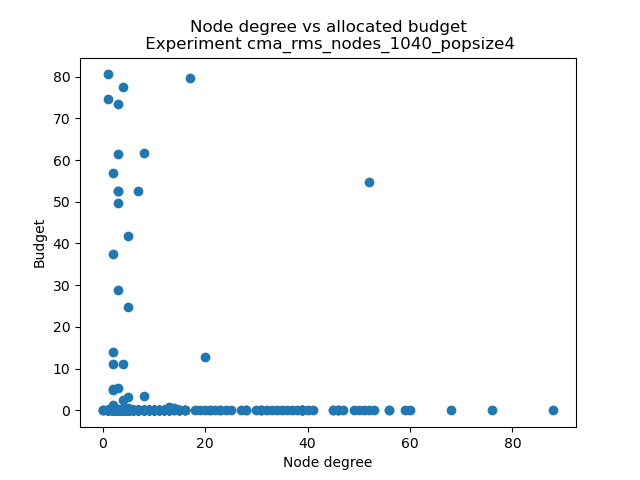 Node degree vs allocated budget
Experiment cma_rms_nodes_1040_popsize4
80
70
60
50
40
30
20
10
0
Budget
0 20 40 60 80
Node degree